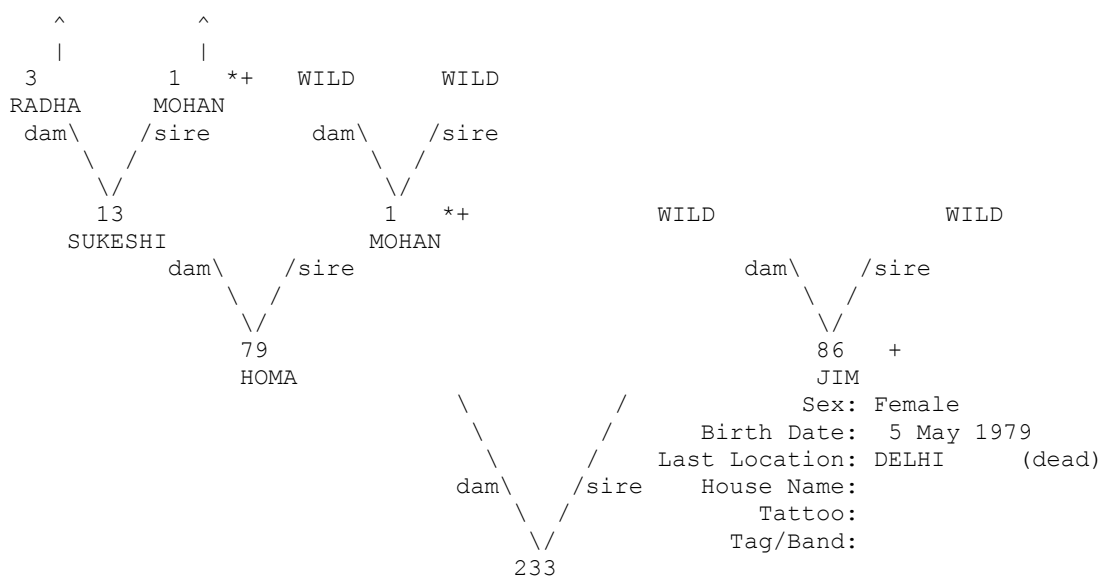 ^ ^
| |
3 1 *+ WILD WILD
RADHA MOHAN
dam\ /sire dam\ /sire
\ / \ /
\/ \/
13 1 *+ WILD WILD
SUKESHI MOHAN
dam\ /sire dam\ /sire
\ / \ /
\/ \/
79 86 +
HOMA JIM
\ / Sex: Female
\ / Birth Date: 5 May 1979
\ / Last Location: DELHI (dead)
dam\ /sire House Name:
\ / Tattoo:
\/ Tag/Band:
233